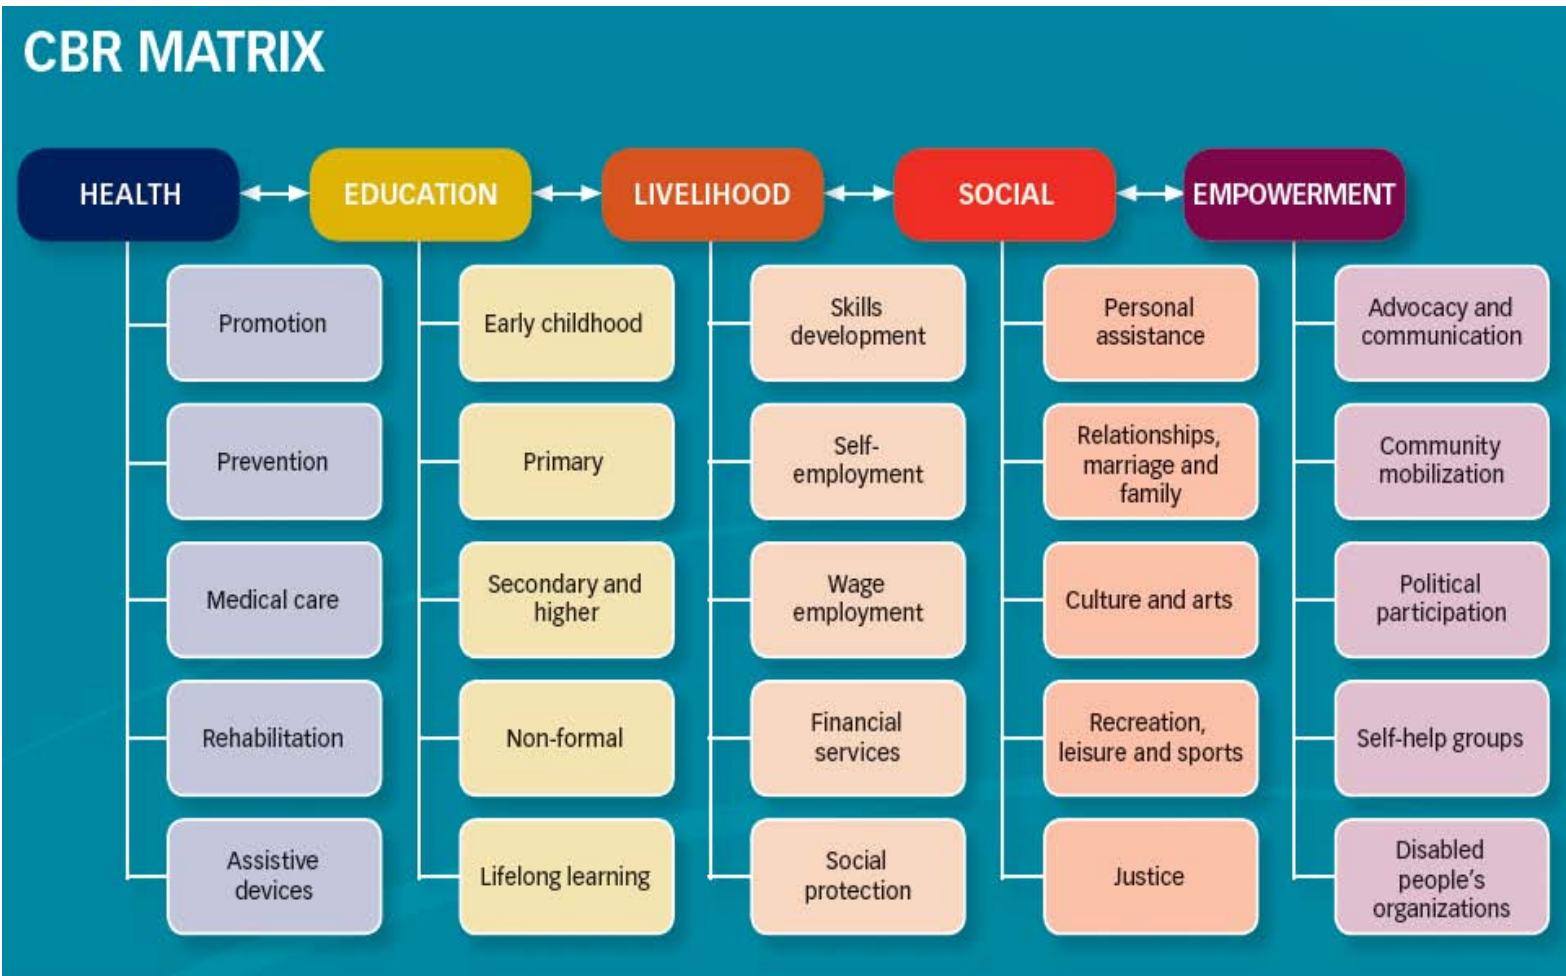 CBR MATRIX
HEALTH
EDUCATION
LIVELIHOOD
SOCIAL
EMPOWERMENT
Promotion
Prevention
Medical care
Rehabilitation
Assistive
devices
Early childhood
Primary
Secondary and
higher
Non-formal
Lifelong learning
Skills
development
Self-
employment
Wage
employment
Financial
services
Social
protection
Personal
assistance
Relationships,
marriage and
family
Culture and arts
Recreation,
leisure and sports
Justice
Advocacy and
communication
Community
mobilization
Political
participation
Self-help groups
Disabled
people's
organizations